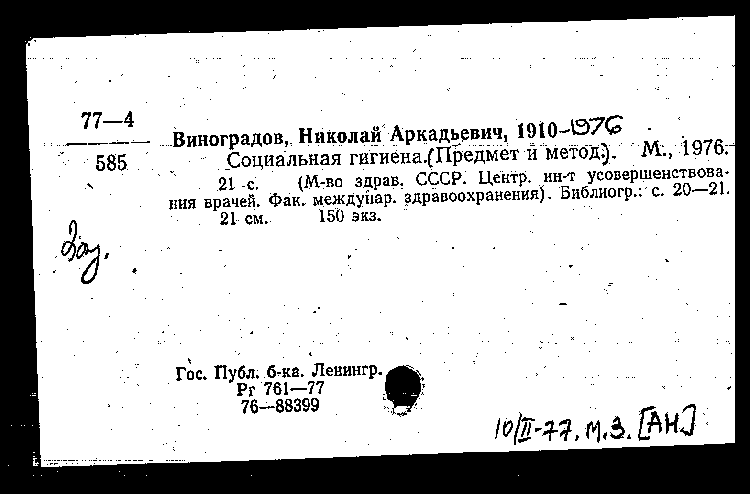 77—4
585
Виноградов, Николай Аркадьевич, 1910-1976
Социальная гигиена. (Предмет и метод). М., 1976.
21 с. (М-во здрав. СССР. Центр. ин-т усовершенствова-
ния врачей. Фак. междунар. здравоохранения). Библиогр.: с. 20—21.
21 см. 150 экз.
Гос. Публ. б-ка. Ленингр.
Рг 761—77
76—88399
10/II-77. М.З. [АН]